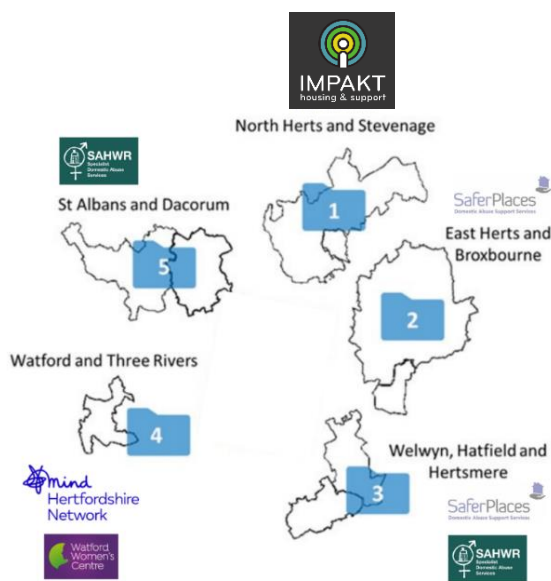 IMPAKT
housing & support
North Herts and Stevenage
1
SAHWR
Specialist
Domestic Abuse
Services
St Albans and Dacorum
5
SaferPlaces
Domestic Abuse Support Services
East Herts and
Broxbourne
2
Watford and Three Rivers
4
mind
Hertfordshire
Network
Watford
Women's
Centre
Welwyn, Hatfield and
Hertsmere
3
SaferPlaces
Domestic Abuse Support Services
SAHWR
Specialist
Domestic Abuse
Services